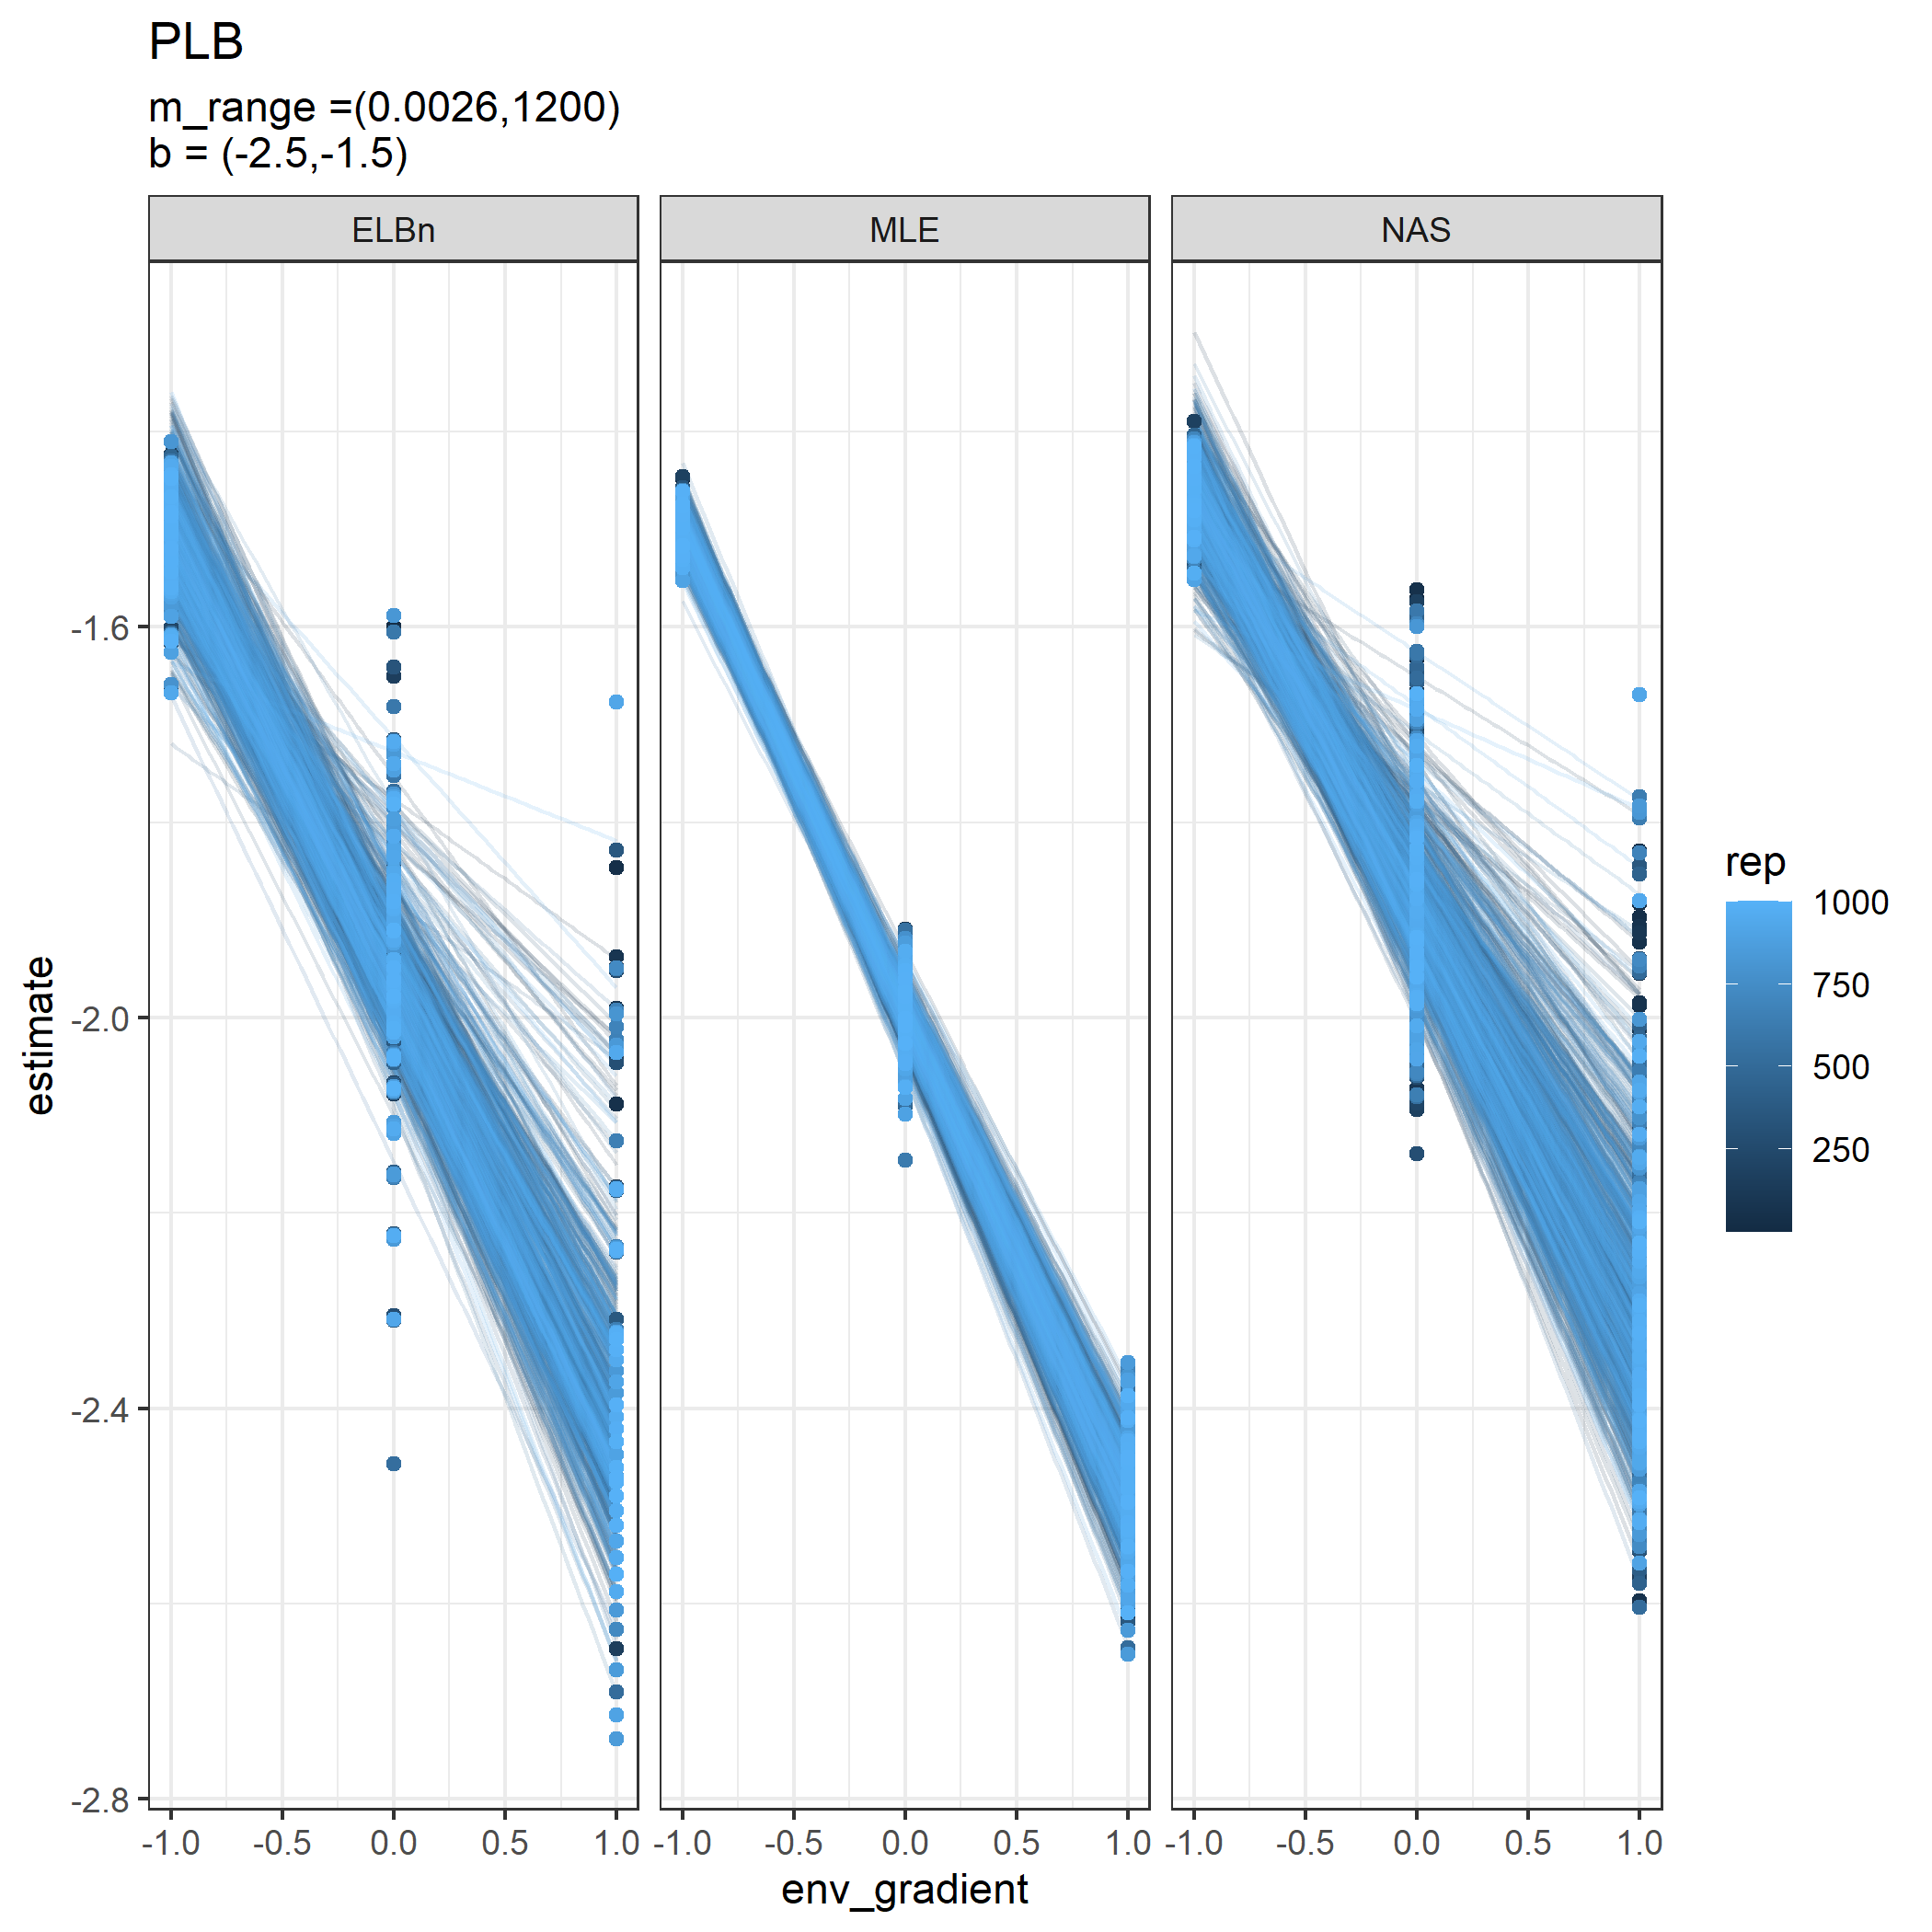 PLB
m_range =(0.0026,1200)
b = (-2.5,-1.5)
ELBn MLE NAS
-1.6
-2.0
-2.4
-2.8
estimate
-1.0 -0.5 0.0 0.5 1.0 -1.0 -0.5 0.0 0.5 1.0 -1.0 -0.5 0.0 0.5 1.0
env_gradient
rep
1000
750
500
250